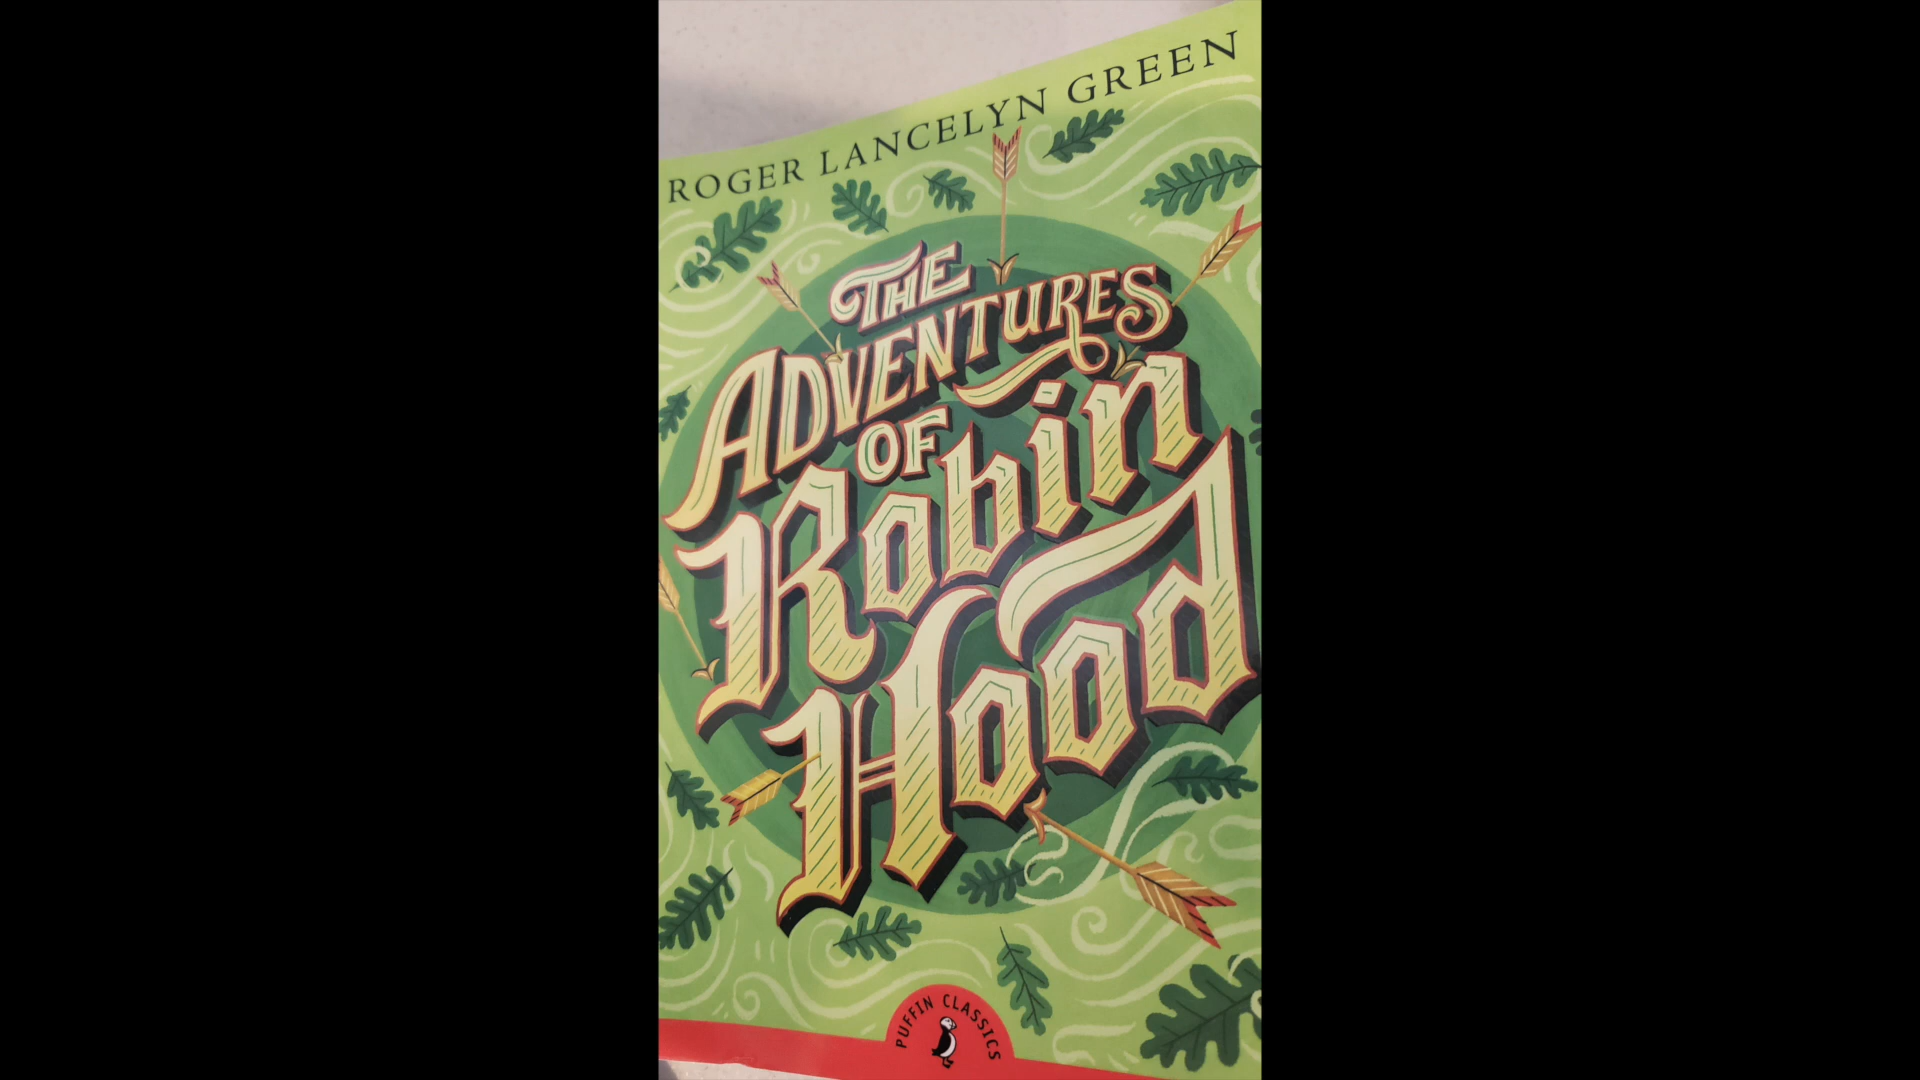 ROGER LANCELYN GREEN
THE
ADVENTURES
OF
Robin
Hood
PUFFIN CLASSICS